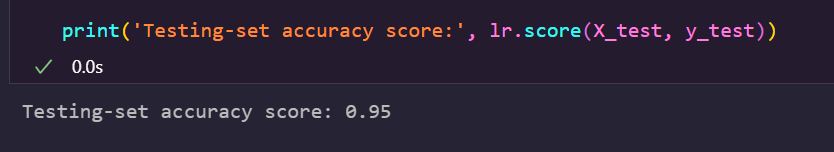 print('Testing-set accuracy score:', lr.score(X_test, y_test))
0.0s
Testing-set accuracy score: 0.95